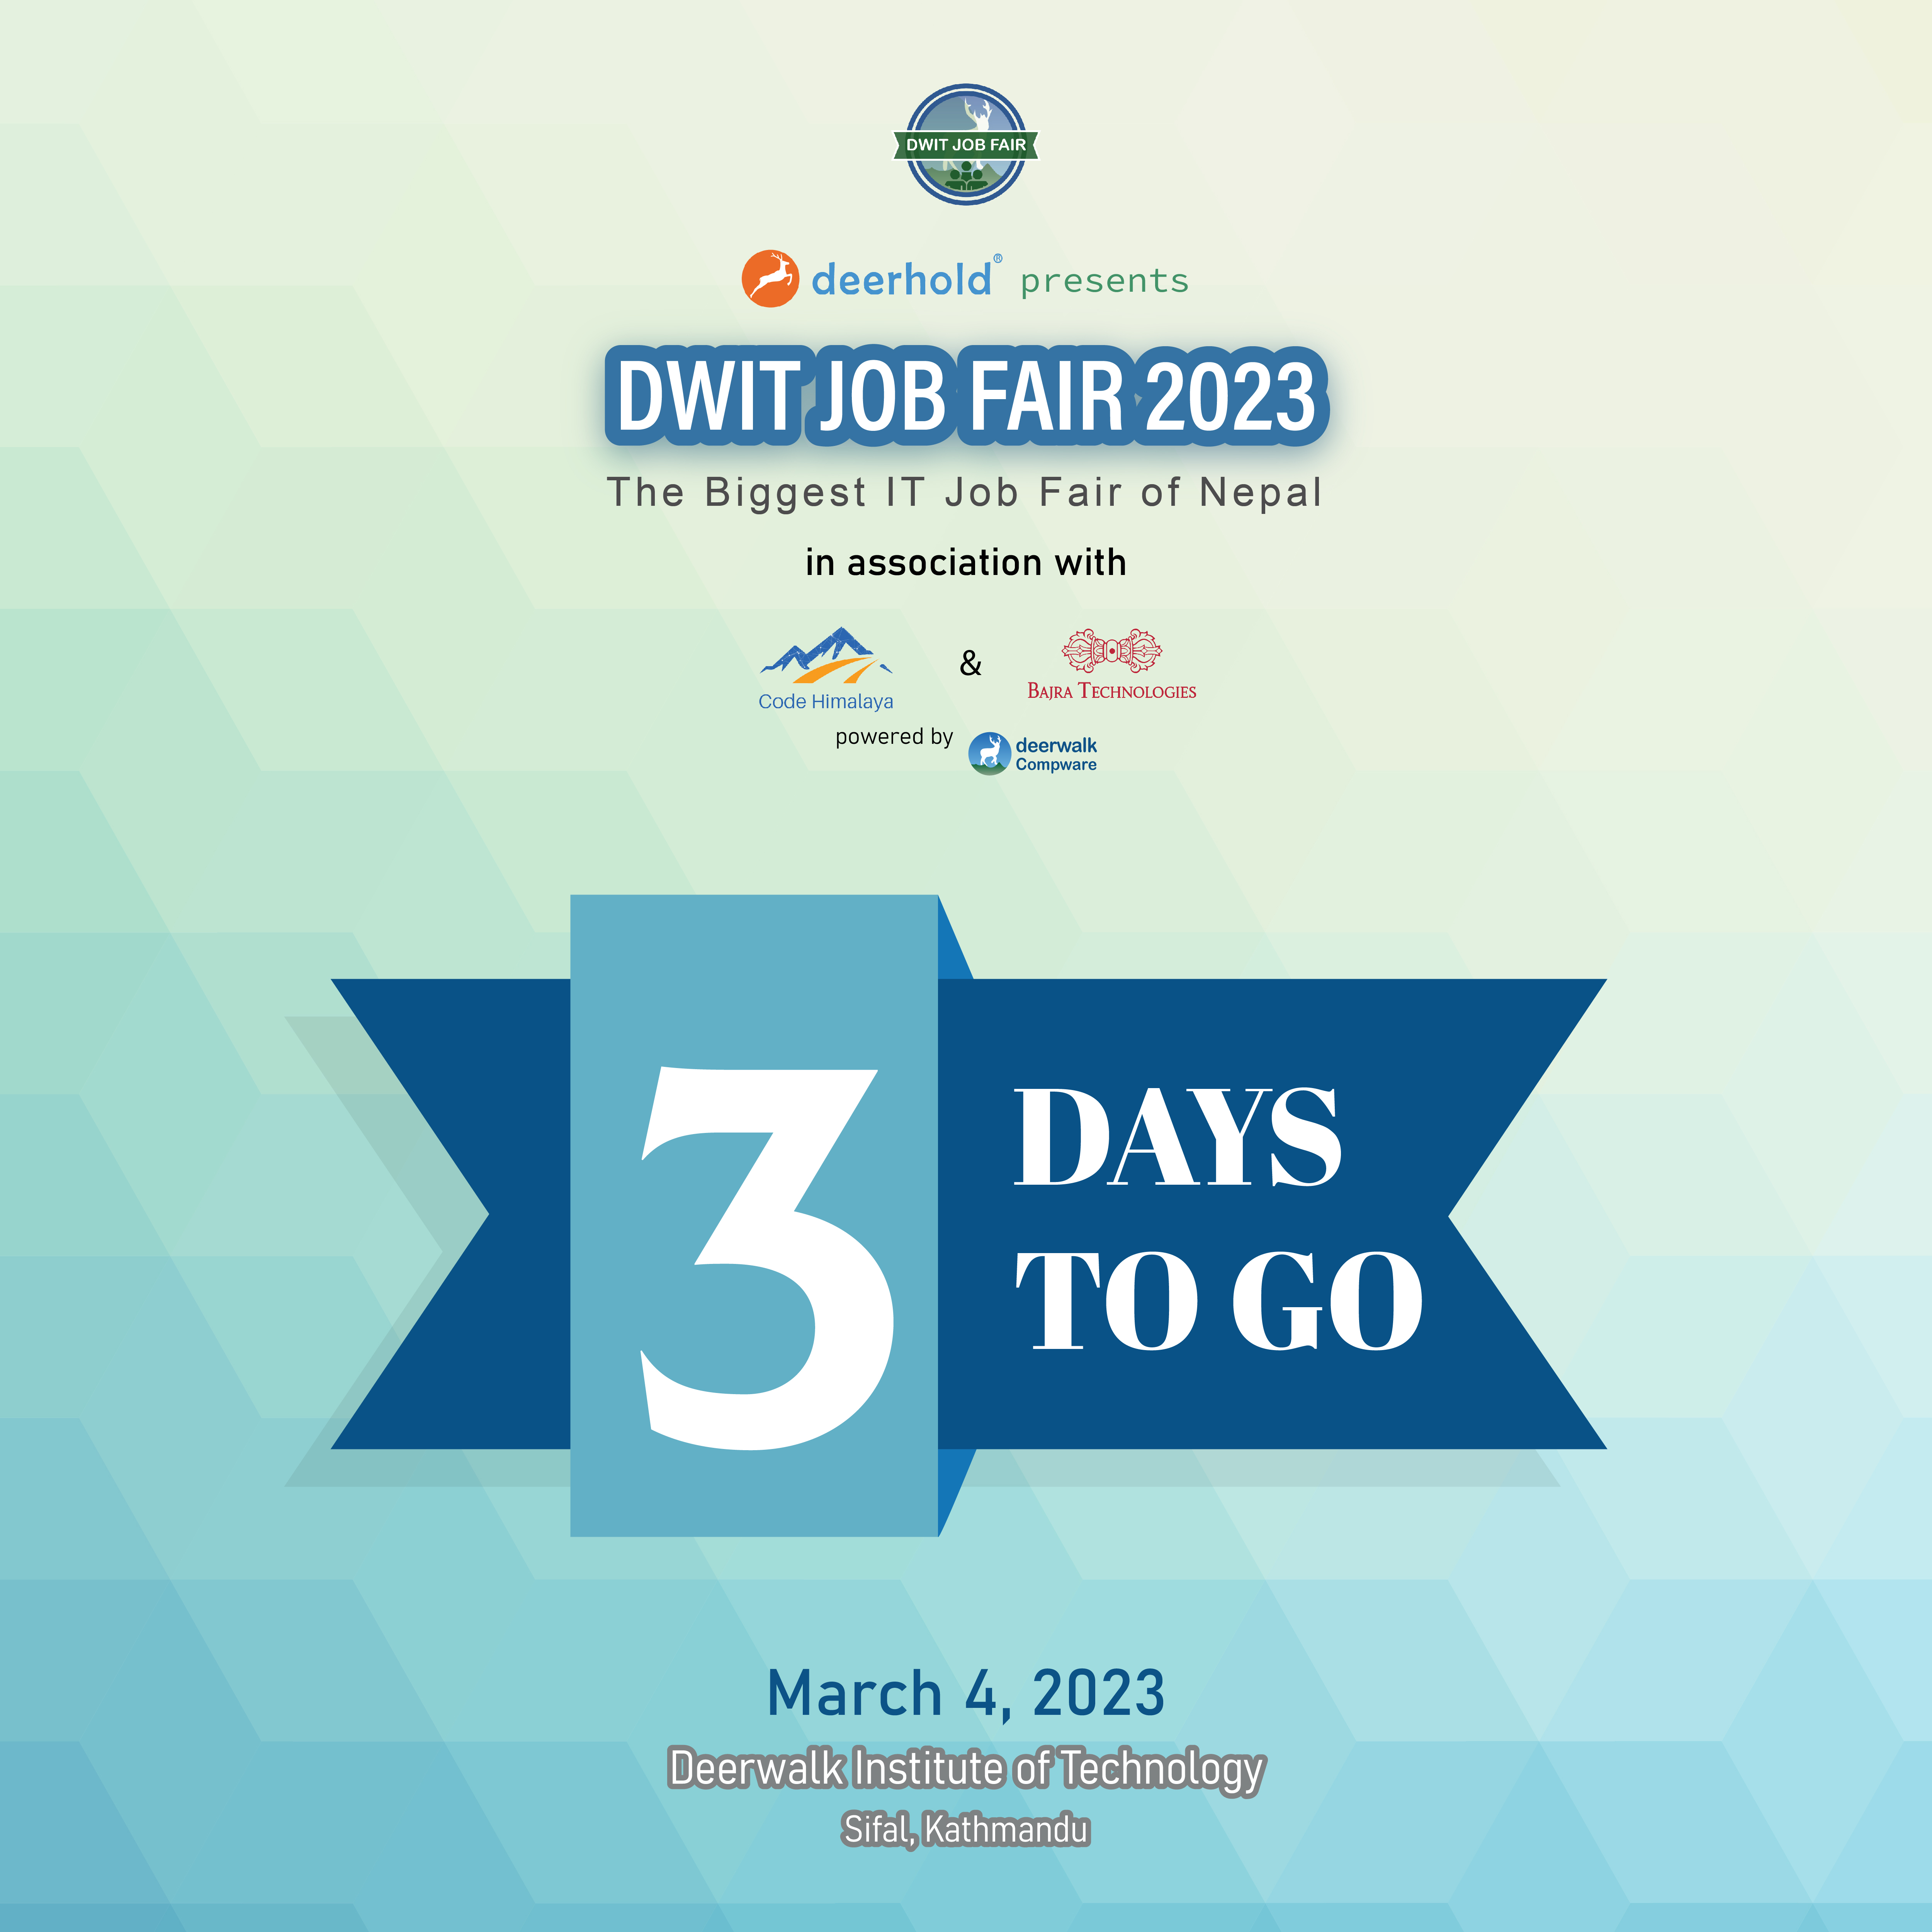 DWIT JOB FAIR
deerhold® presents
DWIT JOB FAIR 2023
The Biggest IT Job Fair of Nepal
in association with
Code Himalaya & BAJRA TECHNOLOGIES
powered by deerwalk
Compware
3 DAYS
TO GO
March 4, 2023
Deerwalk Institute of Technology
Sifal, Kathmandu